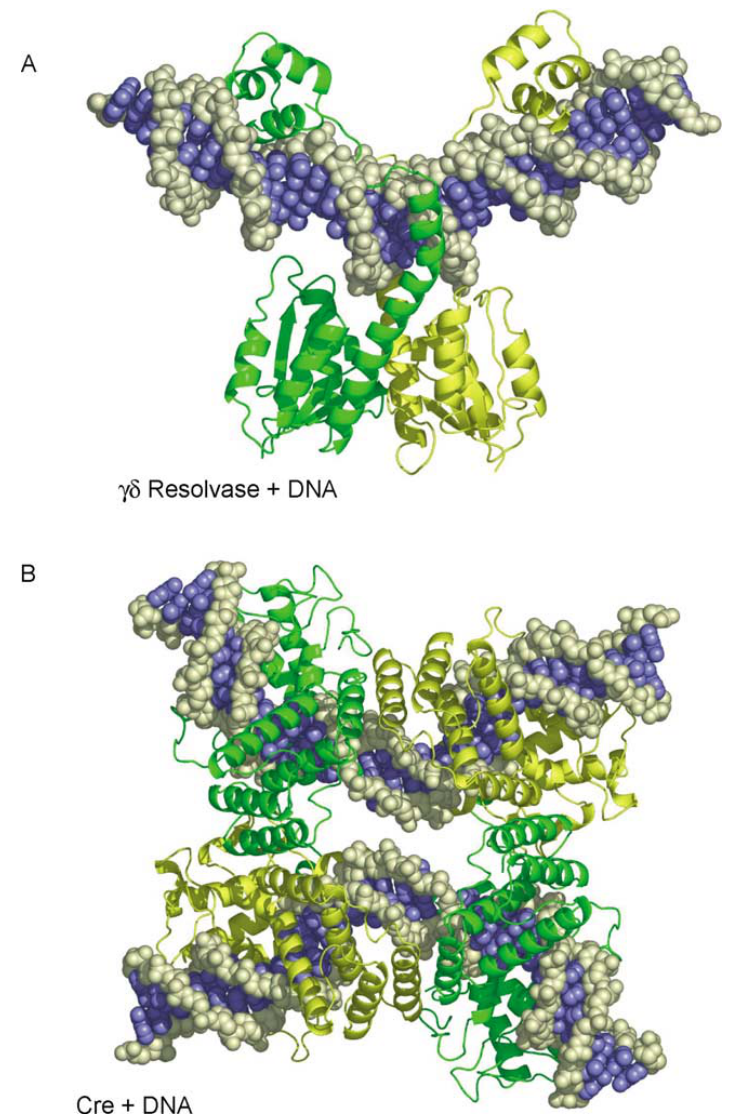 A
γδ Resolvase + DNA
B
Cre + DNA